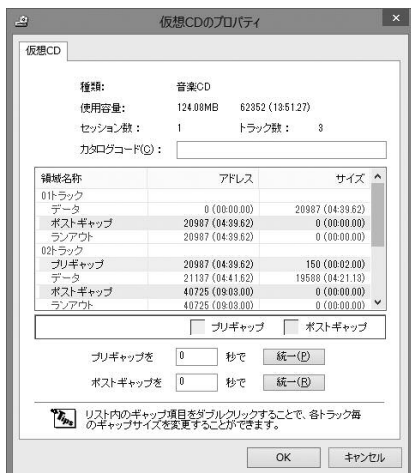 仮想CDのプロパティ
仮想CD
種類: 音楽CD
使用容量: 124.08MB 62352 (13:51.27)
セッション数: 1 トラック数: 3
カタログコード(C):
領域名称 アドレス サイズ
01トラック
データ 0 (00:00.00) 20987 (04:39.62)
ポストギャップ 20987 (04:39.62) 0 (00:00.00)
ランアウト 20987 (04:39.62) 0 (00:00.00)
02トラック
プリギャップ 20987 (04:39.62) 150 (00:02.00)
データ 21137 (04:41.62) 19588 (04:21.13)
ポストギャップ 40725 (09:03.00) 0 (00:00.00)
ランアウト 40725 (09:03.00) 0 (00:00.00)
プリギャップ ポストギャップ
プリギャップを 0 秒で 統一(P)
ポストギャップを 0 秒で 統一(R)
Tips リスト内のギャップ項目をダブルクリックすることで、各トラック毎
のギャップサイズを変更することができます。
OK キャンセル